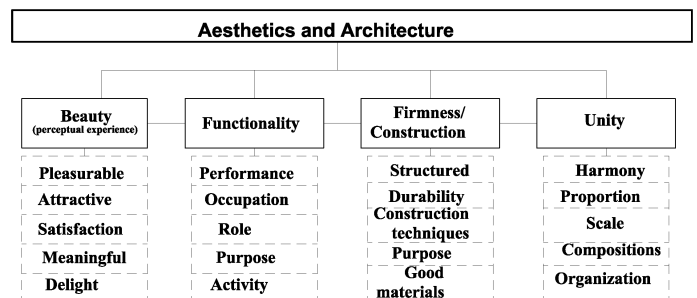 Aesthetics and Architecture
Beauty
(perceptual experience)
Pleasurable
Attractive
Satisfaction
Meaningful
Delight
Functionality
Performance
Occupation
Role
Purpose
Activity
Firmness/
Construction
Structured
Durability
Construction
techniques
Purpose
Good
materials
Unity
Harmony
Proportion
Scale
Compositions
Organization